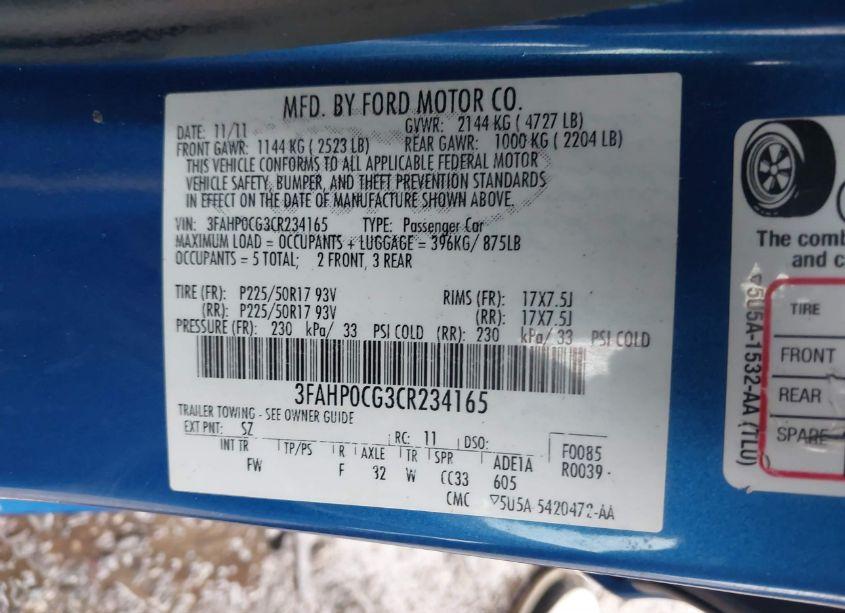 MFD. BY FORD MOTOR CO.
DATE: 11/11 GVWR: 2144 KG ( 4727 LB)
FRONT GAWR: 1144 KG ( 2523 LB) REAR GAWR: 1000 KG ( 2204 LB)
THIS VEHICLE CONFORMS TO ALL APPLICABLE FEDERAL MOTOR
VEHICLE SAFETY, BUMPER, AND THEFT PREVENTION STANDARDS
IN EFFECT ON THE DATE OF MANUFACTURE SHOWN ABOVE.
VIN: 3FAHP0CG3CR234165 TYPE: Passenger Car
MAXIMUM LOAD = OCCUPANTS + LUGGAGE = 396KG/ 875LB
OCCUPANTS = 5 TOTAL; 2 FRONT, 3 REAR
TIRE (FR): P225/50R17 93V RIMS (FR): 17X7.5J
(RR): P225/50R17 93V (RR): 17X7.5J
PRESSURE (FR): 230 kPa/ 33 PSI COLD (RR): 230 kPa/ 33 PSI COLD
3FAHP0CG3CR234165
TRAILER TOWING - SEE OWNER GUIDE
EXT PNT: SZ RC: 11 DSO: F0085
INT TR TP/PS R AXLE TR SPR ADE1A R0039
FW F 32 W CC33 605
CMC ▽5U5A-5420472-AA
The comb
and c
TIRE
FRONT
REAR
SPARE
▽5U5A-1532-AA (7LU)